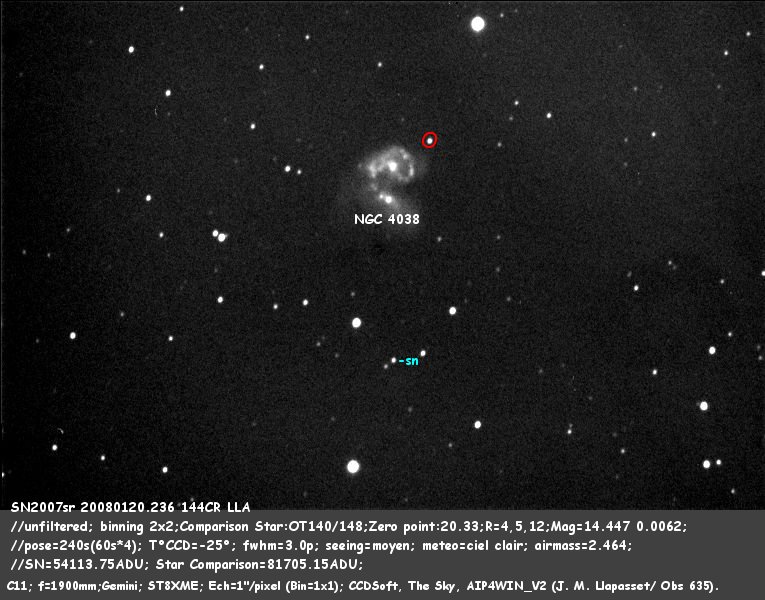 NGC 4038
-sn
SN2007sr 20080120.236 144CR LLA
//unfiltered; binning 2x2;Comparison Star:OT140/148;Zero point:20.33;R=4,5,12;Mag=14.447 0.0062;
//pose=240s(60s*4); T°CCD=-25°; fwhm=3.0p; seeing=moyen; meteo=ciel clair; airmass=2.464;
//SN=54113.75ADU; Star Comparison=81705.15ADU;
C11; f=1900mm;Gemini; ST8XME; Ech=1"/pixel (Bin=1x1); CCDSoft, The Sky, AIP4WIN_V2 (J. M. Llapasset/ Obs 635).